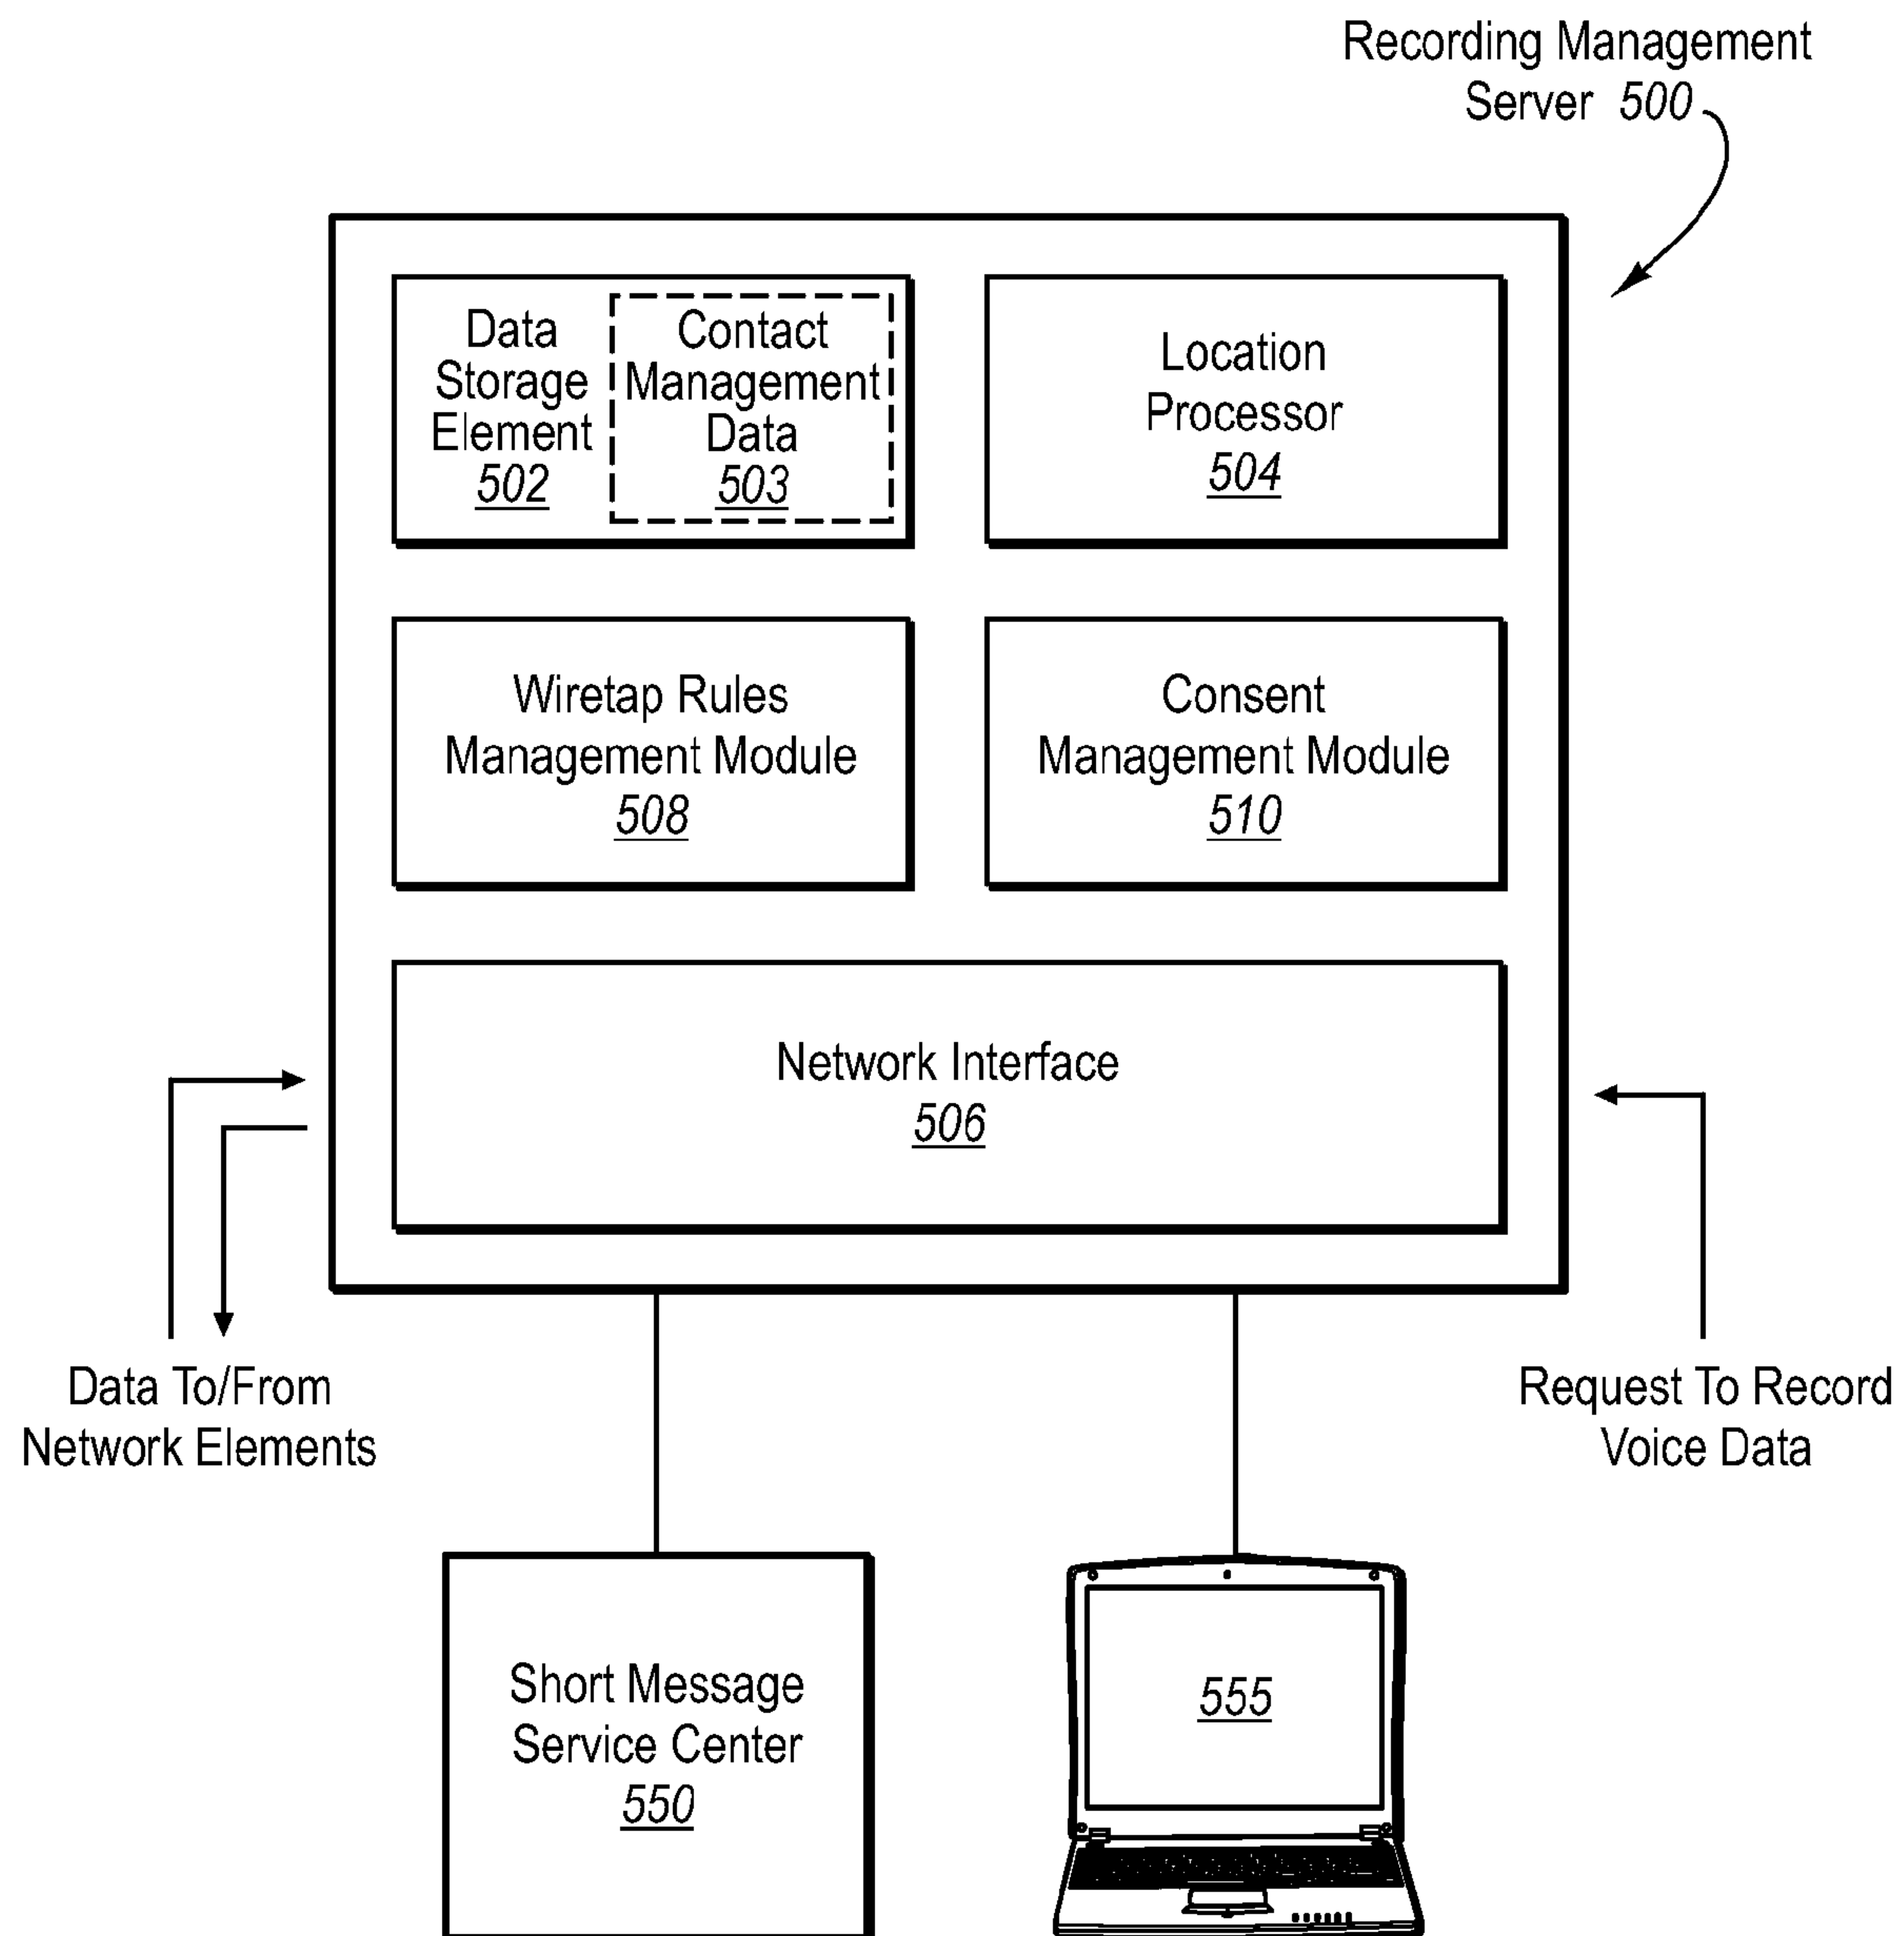 Recording Management
Server 500
Data
Storage
Element
502
Contact
Management
Data
503
Location
Processor
504
Wiretap Rules
Management Module
508
Consent
Management Module
510
Network Interface
506
Data To/From
Network Elements
Request To Record
Voice Data
Short Message
Service Center
550
555